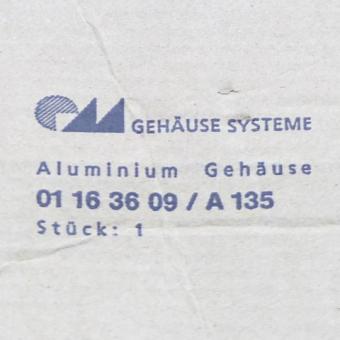 GEHÄUSE SYSTEME
Aluminium Gehäuse
01 16 36 09 / A 135
Stück: 1